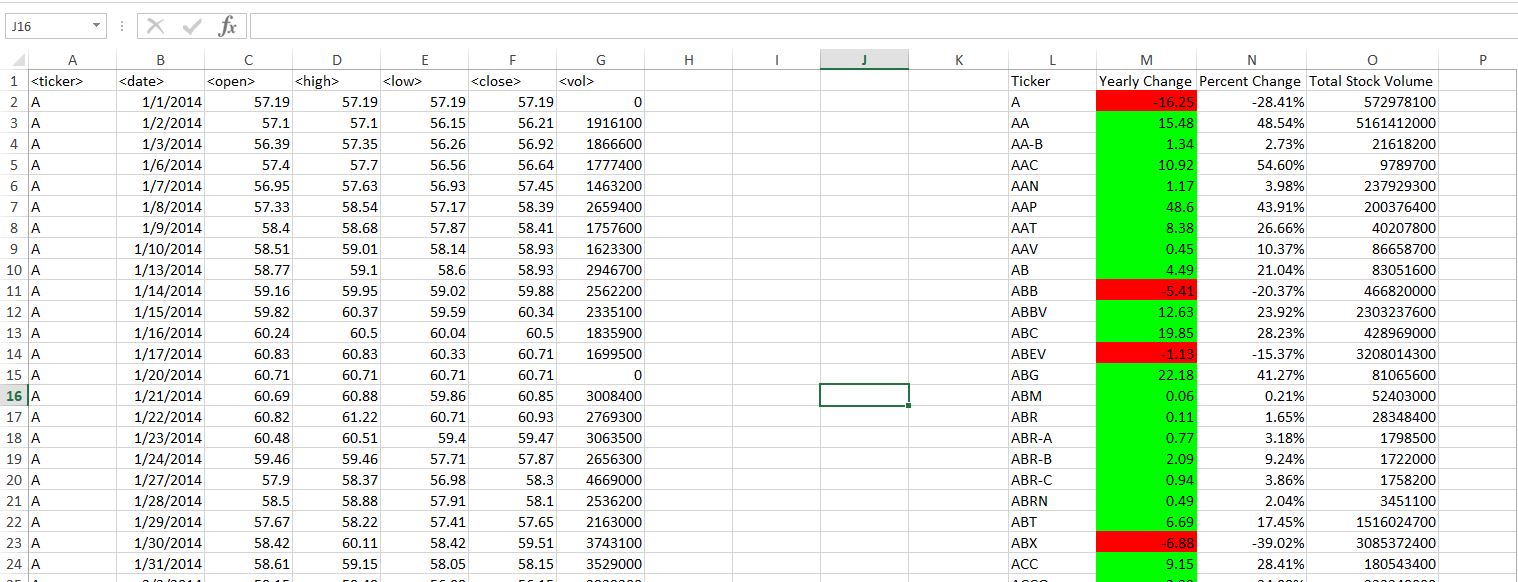 J16 fx
A B C D E F G H I J K L M N O P
1 <ticker> <date> <open> <high> <low> <close> <vol> Ticker Yearly Change Percent Change Total Stock Volume
2 A 1/1/2014 57.19 57.19 57.19 57.19 0 A -16.25 -28.41% 572978100
3 A 1/2/2014 57.1 57.1 56.15 56.21 1916100 AA 15.48 48.54% 5161412000
4 A 1/3/2014 56.39 57.35 56.26 56.92 1866600 AA-B 1.34 2.73% 21618200
5 A 1/6/2014 57.4 57.7 56.56 56.64 1777400 AAC 10.92 54.60% 9789700
6 A 1/7/2014 56.95 57.63 56.93 57.45 1463200 AAN 1.17 3.98% 237929300
7 A 1/8/2014 57.33 58.54 57.17 58.39 2659400 AAP 48.6 43.91% 200376400
8 A 1/9/2014 58.4 58.68 57.87 58.41 1757600 AAT 8.38 26.66% 40207800
9 A 1/10/2014 58.51 59.01 58.14 58.93 1623300 AAV 0.45 10.37% 86658700
10 A 1/13/2014 58.77 59.1 58.6 58.93 2946700 AB 4.49 21.04% 83051600
11 A 1/14/2014 59.16 59.95 59.02 59.88 2562200 ABB -5.41 -20.37% 466820000
12 A 1/15/2014 59.82 60.37 59.59 60.34 2335100 ABBV 12.63 23.92% 2303237600
13 A 1/16/2014 60.24 60.5 60.04 60.5 1835900 ABC 19.85 28.23% 428969000
14 A 1/17/2014 60.83 60.83 60.33 60.71 1699500 ABEV -1.13 -15.37% 3208014300
15 A 1/20/2014 60.71 60.71 60.71 60.71 0 ABG 22.18 41.27% 81065600
16 A 1/21/2014 60.69 60.88 59.86 60.85 3008400 ABM 0.06 0.21% 52403000
17 A 1/22/2014 60.82 61.22 60.71 60.93 2769300 ABR 0.11 1.65% 28348400
18 A 1/23/2014 60.48 60.51 59.4 59.47 3063500 ABR-A 0.77 3.18% 1798500
19 A 1/24/2014 59.46 59.46 57.71 57.87 2656300 ABR-B 2.09 9.24% 1722000
20 A 1/27/2014 57.9 58.37 56.98 58.3 4669000 ABR-C 0.94 3.86% 1758200
21 A 1/28/2014 58.5 58.88 57.91 58.1 2536200 ABRN 0.49 2.04% 3451100
22 A 1/29/2014 57.67 58.22 57.41 57.65 2163000 ABT 6.69 17.45% 1516024700
23 A 1/30/2014 58.42 60.11 58.42 59.51 3743100 ABX -6.88 -39.02% 3085372400
24 A 1/31/2014 58.61 59.15 58.05 58.15 3529000 ACC 9.15 28.41% 180543400